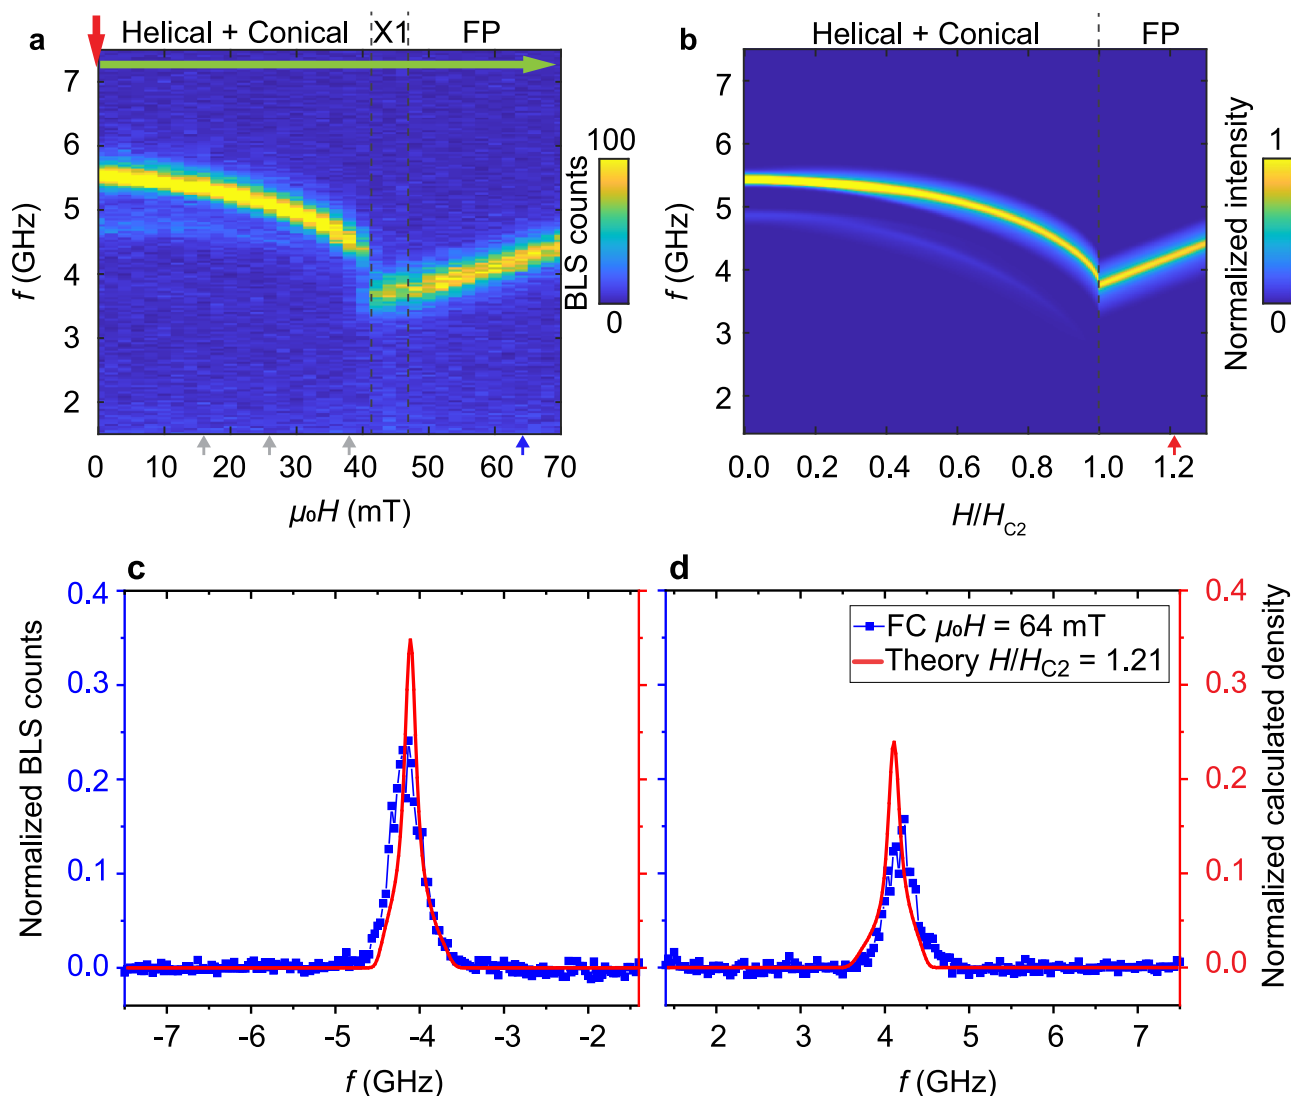 a
Helical + Conical
X1
FP
7
6
5
4
3
2
f (GHz)
0 10 20 30 40 50 60 70
μ₀H (mT)
BLS counts
100
0
b
Helical + Conical
FP
7
6
5
4
3
2
f (GHz)
0.0 0.2 0.4 0.6 0.8 1.0 1.2
H/H_C2
Normalized intensity
1
0
c
0.4
0.3
0.2
0.1
0.0
Normalized BLS counts
-7 -6 -5 -4 -3 -2
f (GHz)
d
FC μ₀H = 64 mT
Theory H/H_C2 = 1.21
0.4
0.3
0.2
0.1
0.0
Normalized calculated density
2 3 4 5 6 7
f (GHz)